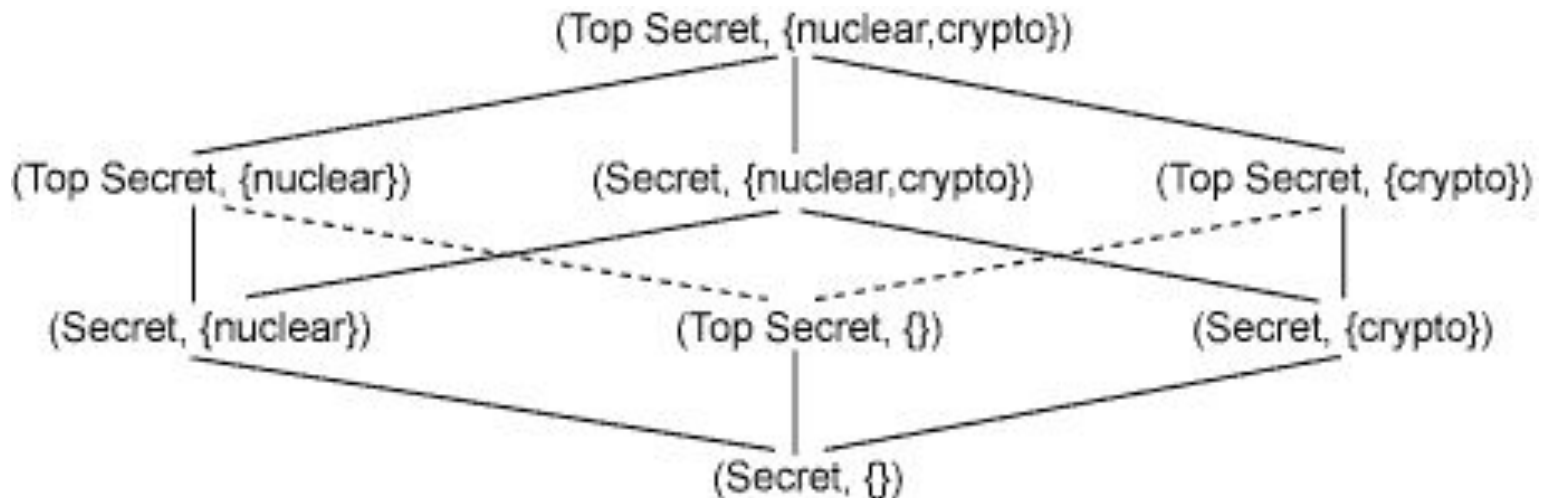 (Top Secret, {nuclear,crypto})
(Top Secret, {nuclear})
(Secret, {nuclear,crypto})
(Top Secret, {crypto})
(Secret, {nuclear})
(Top Secret, {})
(Secret, {crypto})
(Secret, {})